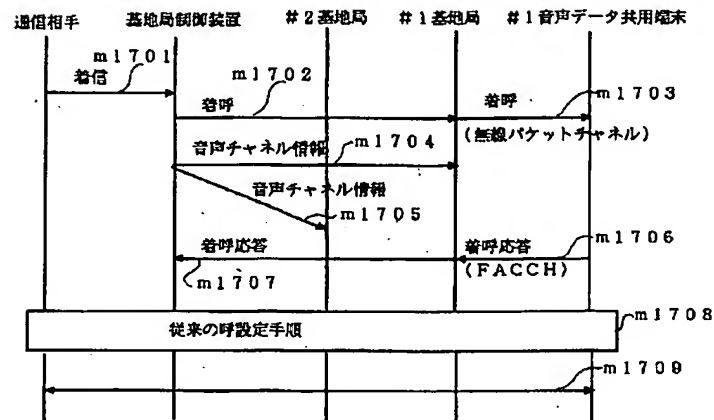 通信相手 基地局制御装置 #2基地局 #1基地局 #1音声データ共用端末
m1701
着信
m1702
着呼
着呼
m1703
(無線パケットチャネル)
音声チャネル情報
m1704
音声チャネル情報
m1705
着呼応答
m1707
着呼応答
m1706
(FACCH)
従来の呼設定手順
m1708
m1709